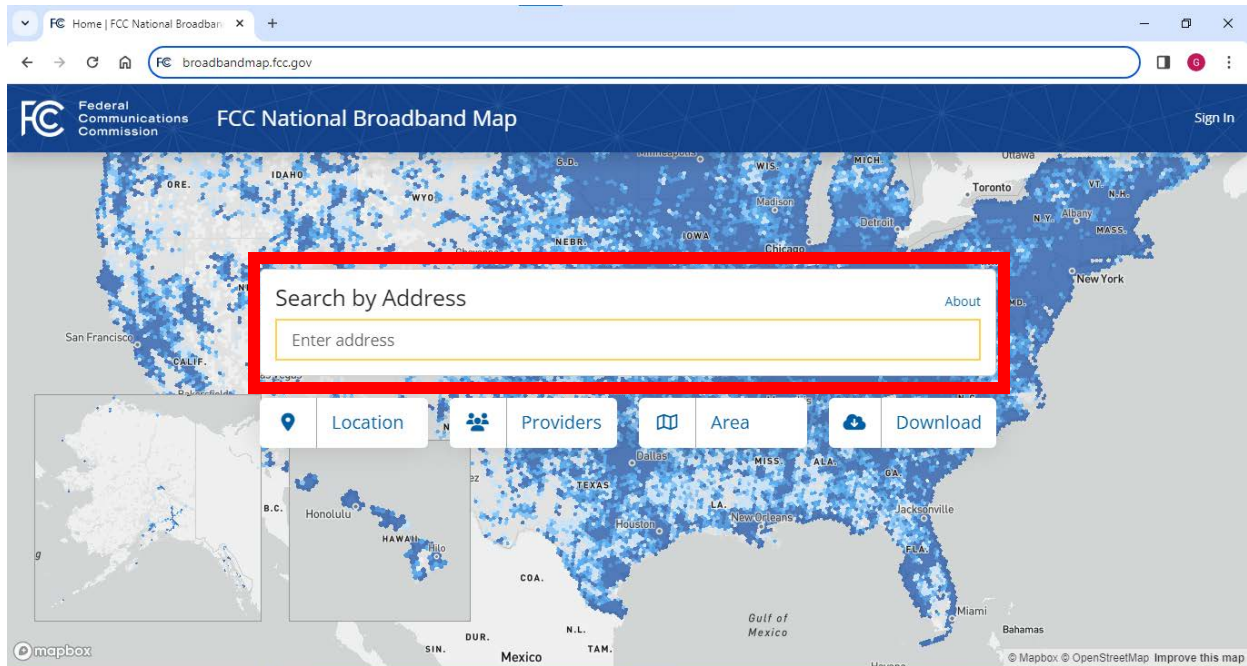 Home | FCC National Broadban
broadbandmap.fcc.gov
G
FC Federal
Communications
Commission
FCC National Broadband Map
Sign In
S.D.
WIS.
MICH.
Ottawa
ORE.
IDAHO
WYO.
Toronto
VT.
N.H.
Madison
Detroit
N.Y.
Albany
MASS.
NEBR.
IOWA
Chicago
New York
Search by Address
About
MD.
Enter address
San Francisco
CALIF.
Location
Providers
Area
Download
Dallas
MISS.
ALA.
GA.
TEXAS
B.C.
Honolulu
LA.
New Orleans
Jacksonville
Houston
HAWAII
Hilo
FLA.
COA.
Miami
Gulf of
Mexico
Bahamas
DUR.
N.L.
SIN.
Mexico
TAM.
mapbox
© Mapbox © OpenStreetMap Improve this map